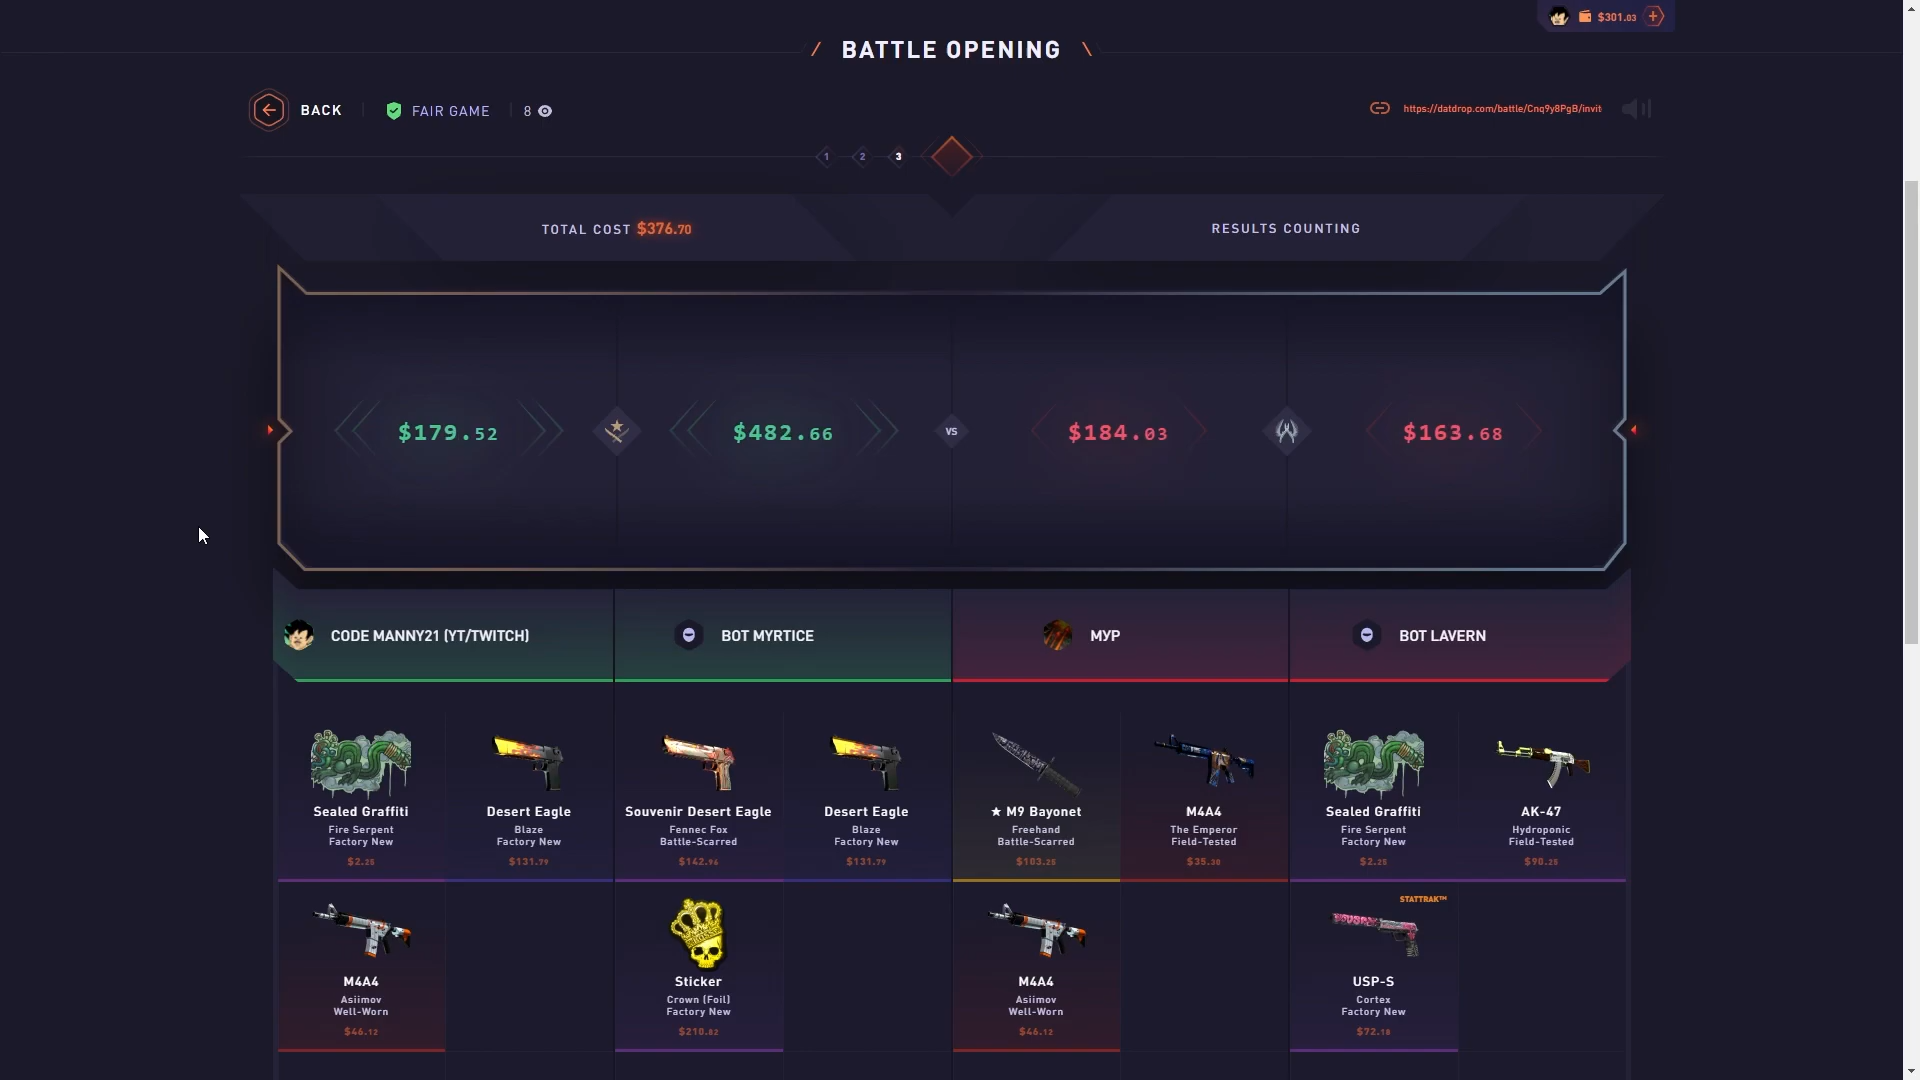 $301.03
/ BATTLE OPENING \
BACK
FAIR GAME
8
https://datdrop.com/battle/Cnq9y8PgB/invit
1
2
3
TOTAL COST $376.70
RESULTS COUNTING
$179.52
$482.66
VS
$184.03
$163.68
CODE MANNY21 (YT/TWITCH)
BOT MYRTICE
МУР
BOT LAVERN
Sealed Graffiti
Fire Serpent
Factory New
$2.25
Desert Eagle
Blaze
Factory New
$131.79
Souvenir Desert Eagle
Fennec Fox
Battle-Scarred
$142.96
Desert Eagle
Blaze
Factory New
$131.79
★ M9 Bayonet
Freehand
Battle-Scarred
$103.25
M4A4
The Emperor
Field-Tested
$35.30
Sealed Graffiti
Fire Serpent
Factory New
$2.25
AK-47
Hydroponic
Field-Tested
$90.25
M4A4
Asiimov
Well-Worn
$46.12
Sticker
Crown (Foil)
Factory New
$210.82
M4A4
Asiimov
Well-Worn
$46.12
STATTRAK™
USP-S
Cortex
Factory New
$72.18